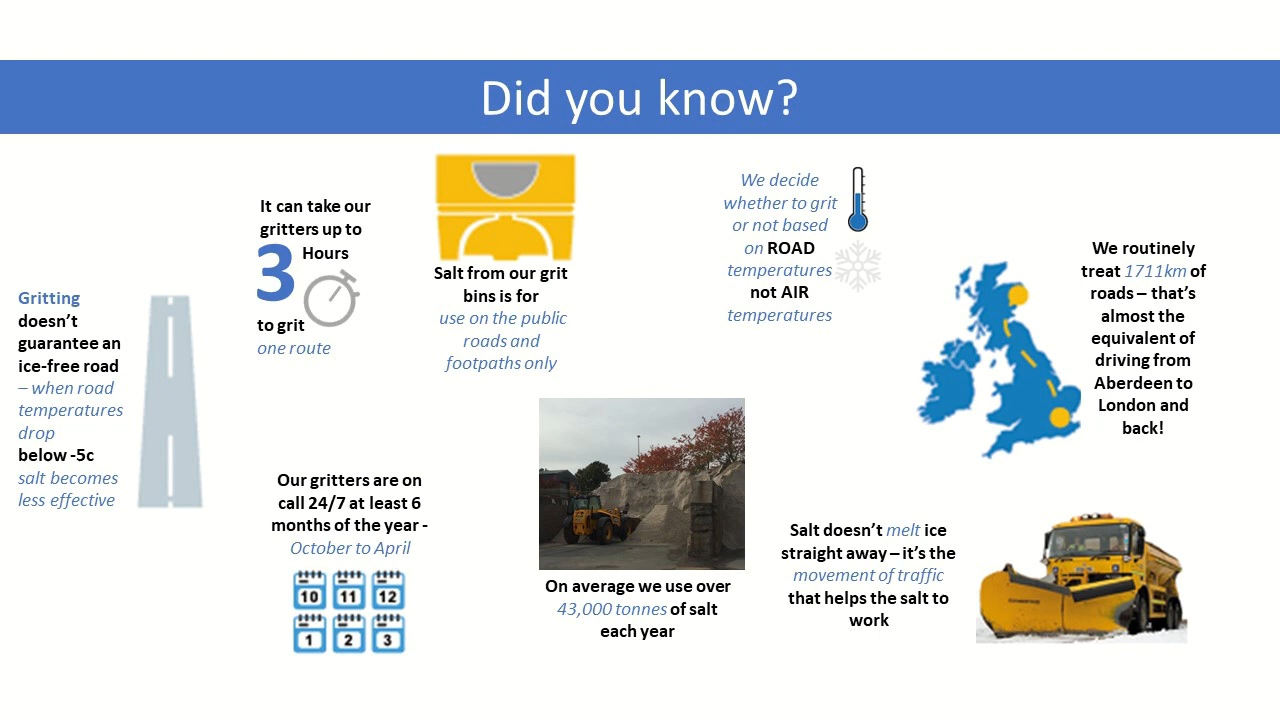 Did you know?
Gritting
doesn't
guarantee an
ice-free road
– when road
temperatures
drop
below -5c
salt becomes
less effective
It can take our
gritters up to
3 Hours
to grit
one route
Salt from our grit
bins is for
use on the public
roads and
footpaths only
We decide
whether to grit
or not based
on ROAD
temperatures
not AIR
temperatures
We routinely
treat 1711km of
roads – that's
almost the
equivalent of
driving from
Aberdeen to
London and
back!
Our gritters are on
call 24/7 at least 6
months of the year -
October to April
10 11 12
1 2 3
On average we use over
43,000 tonnes of salt
each year
Salt doesn't melt ice
straight away – it's the
movement of traffic
that helps the salt to
work